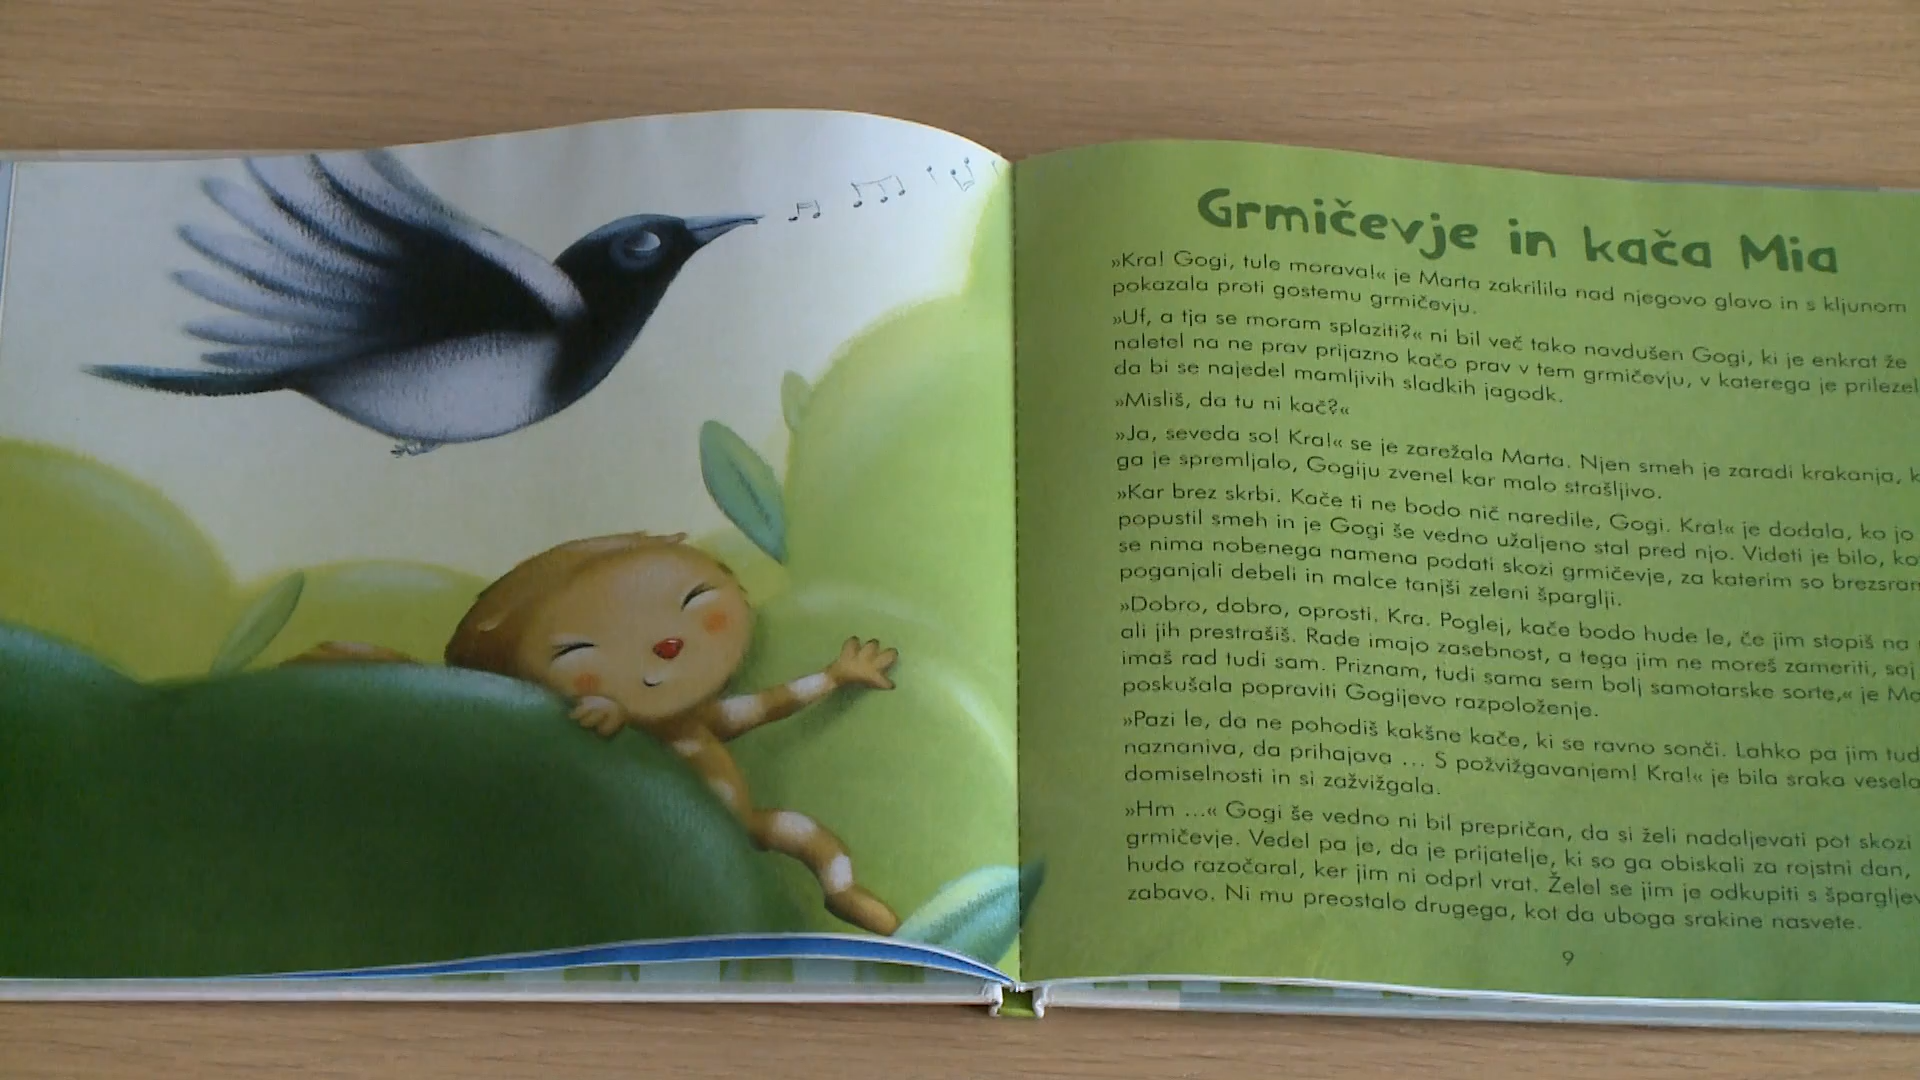 Grmičevje in kača Mia
»Kra! Gogi, tule morava!« je Marta zakrilila nad njegovo glavo in s kljunom
pokazala proti gostemu grmičevju.
»Uf, a tja se moram splaziti?« ni bil več tako navdušen Gogi, ki je enkrat že
naletel na ne prav prijazno kačo prav v tem grmičevju, v katerega je prilezel
da bi se najedel mamljivih sladkih jagodk.
»Misliš, da tu ni kač?«
»Ja, seveda so! Kra!« se je zarežala Marta. Njen smeh je zaradi krakanja,
ga je spremljalo, Gogiju zvenel kar malo strašljivo.
»Kar brez skrbi. Kače ti ne bodo nič naredile, Gogi. Kra!« je dodala, ko jo
popustil smeh in je Gogi še vedno užaljeno stal pred njo. Videti je bilo,
se nima nobenega namena podati skozi grmičevje, za katerim so
poganjali debeli in malce tanjši zeleni šparglji.
»Dobro, dobro, oprosti. Kra. Poglej, kače bodo hude le, če jim stopiš na
ali jih prestrašiš. Rade imajo zasebnost, a tega jim ne moreš zameriti, saj
imaš rad tudi sam. Priznam, tudi sama sem bolj samotarske sorte,« je
poskušala popraviti Gogijevo razpoloženje.
»Pazi le, da ne pohodiš kakšne kače, ki se ravno sonči. Lahko pa jim
naznaniva, da prihajava ... S požvižgavanjem! Kra!« je bila sraka vesela
domiselnosti in si zažvižgala.
»Hm ...« Gogi še vedno ni bil prepričan, da si želi nadaljevati pot skozi
grmičevje. Vedel pa je, da je prijatelje, ki so ga obiskali za rojstni dan,
hudo razočaral, ker jim ni odprl vrat. Želel se jim je odkupiti s
zabavo. Ni mu preostalo drugega, kot da uboga srakine nasvete.
9